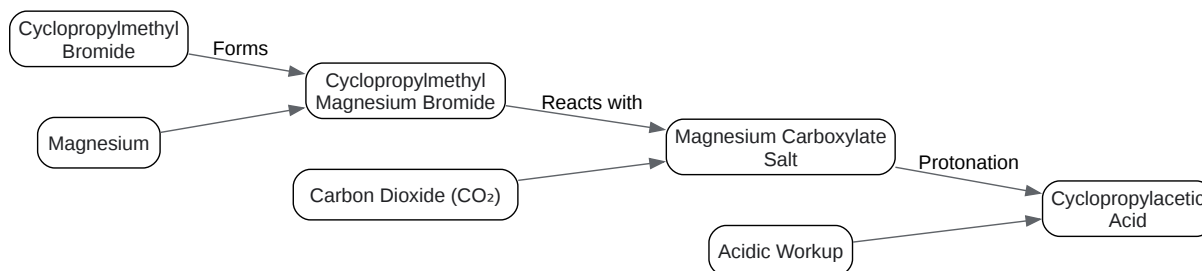 Cyclopropylmethyl
Bromide
Forms
Magnesium
Cyclopropylmethyl
Magnesium Bromide
Reacts with
Carbon Dioxide (CO₂)
Magnesium Carboxylate
Salt
Protonation
Acidic Workup
Cyclopropylacetic
Acid